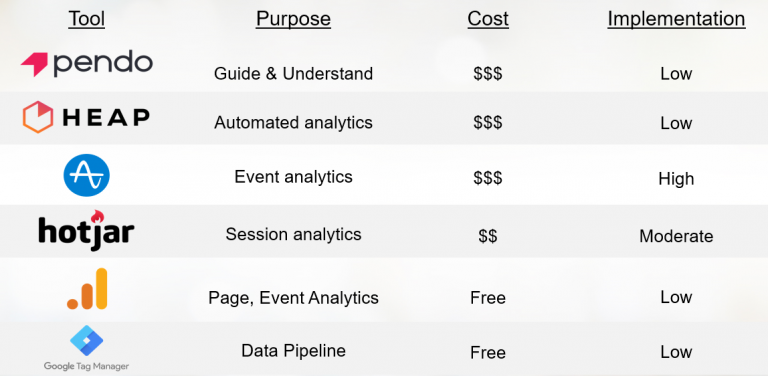 Tool Purpose Cost Implementation
pendo Guide & Understand $$$ Low
HEAP Automated analytics $$$ Low
Event analytics $$$ High
hotjar Session analytics $$ Moderate
Page, Event Analytics Free Low
Google Tag Manager Data Pipeline Free Low